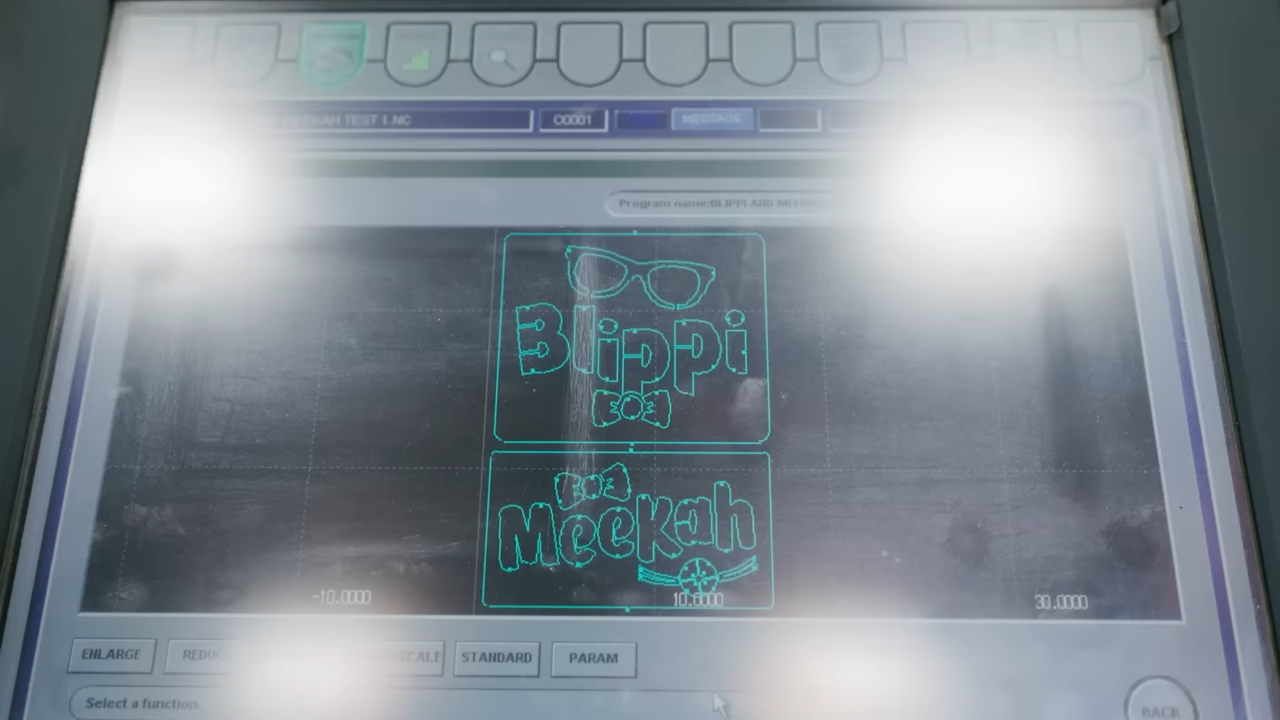 TEST 1.NC O0001 MESSAGE
Program name:BLIPPI AND
Blippi
Meekah
-10.0000 10.0000 30.0000
ENLARGE STANDARD PARAM
Select a function.
BACK